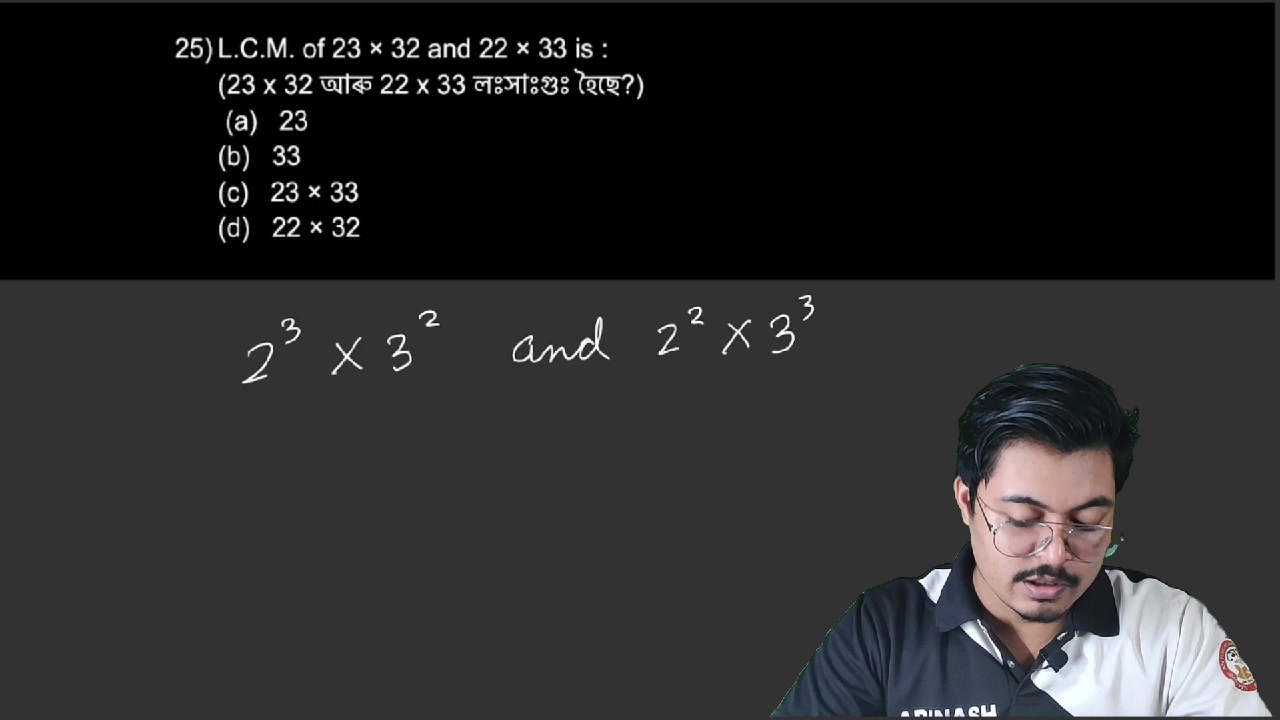 25) L.C.M. of 23 × 32 and 22 × 33 is :
(23 x 32 আৰু 22 x 33 লঃসাঃগুঃ হৈছে?)
(a) 23
(b) 33
(c) 23 × 33
(d) 22 × 32
2³ × 3² and 2² × 3³
ABINASH